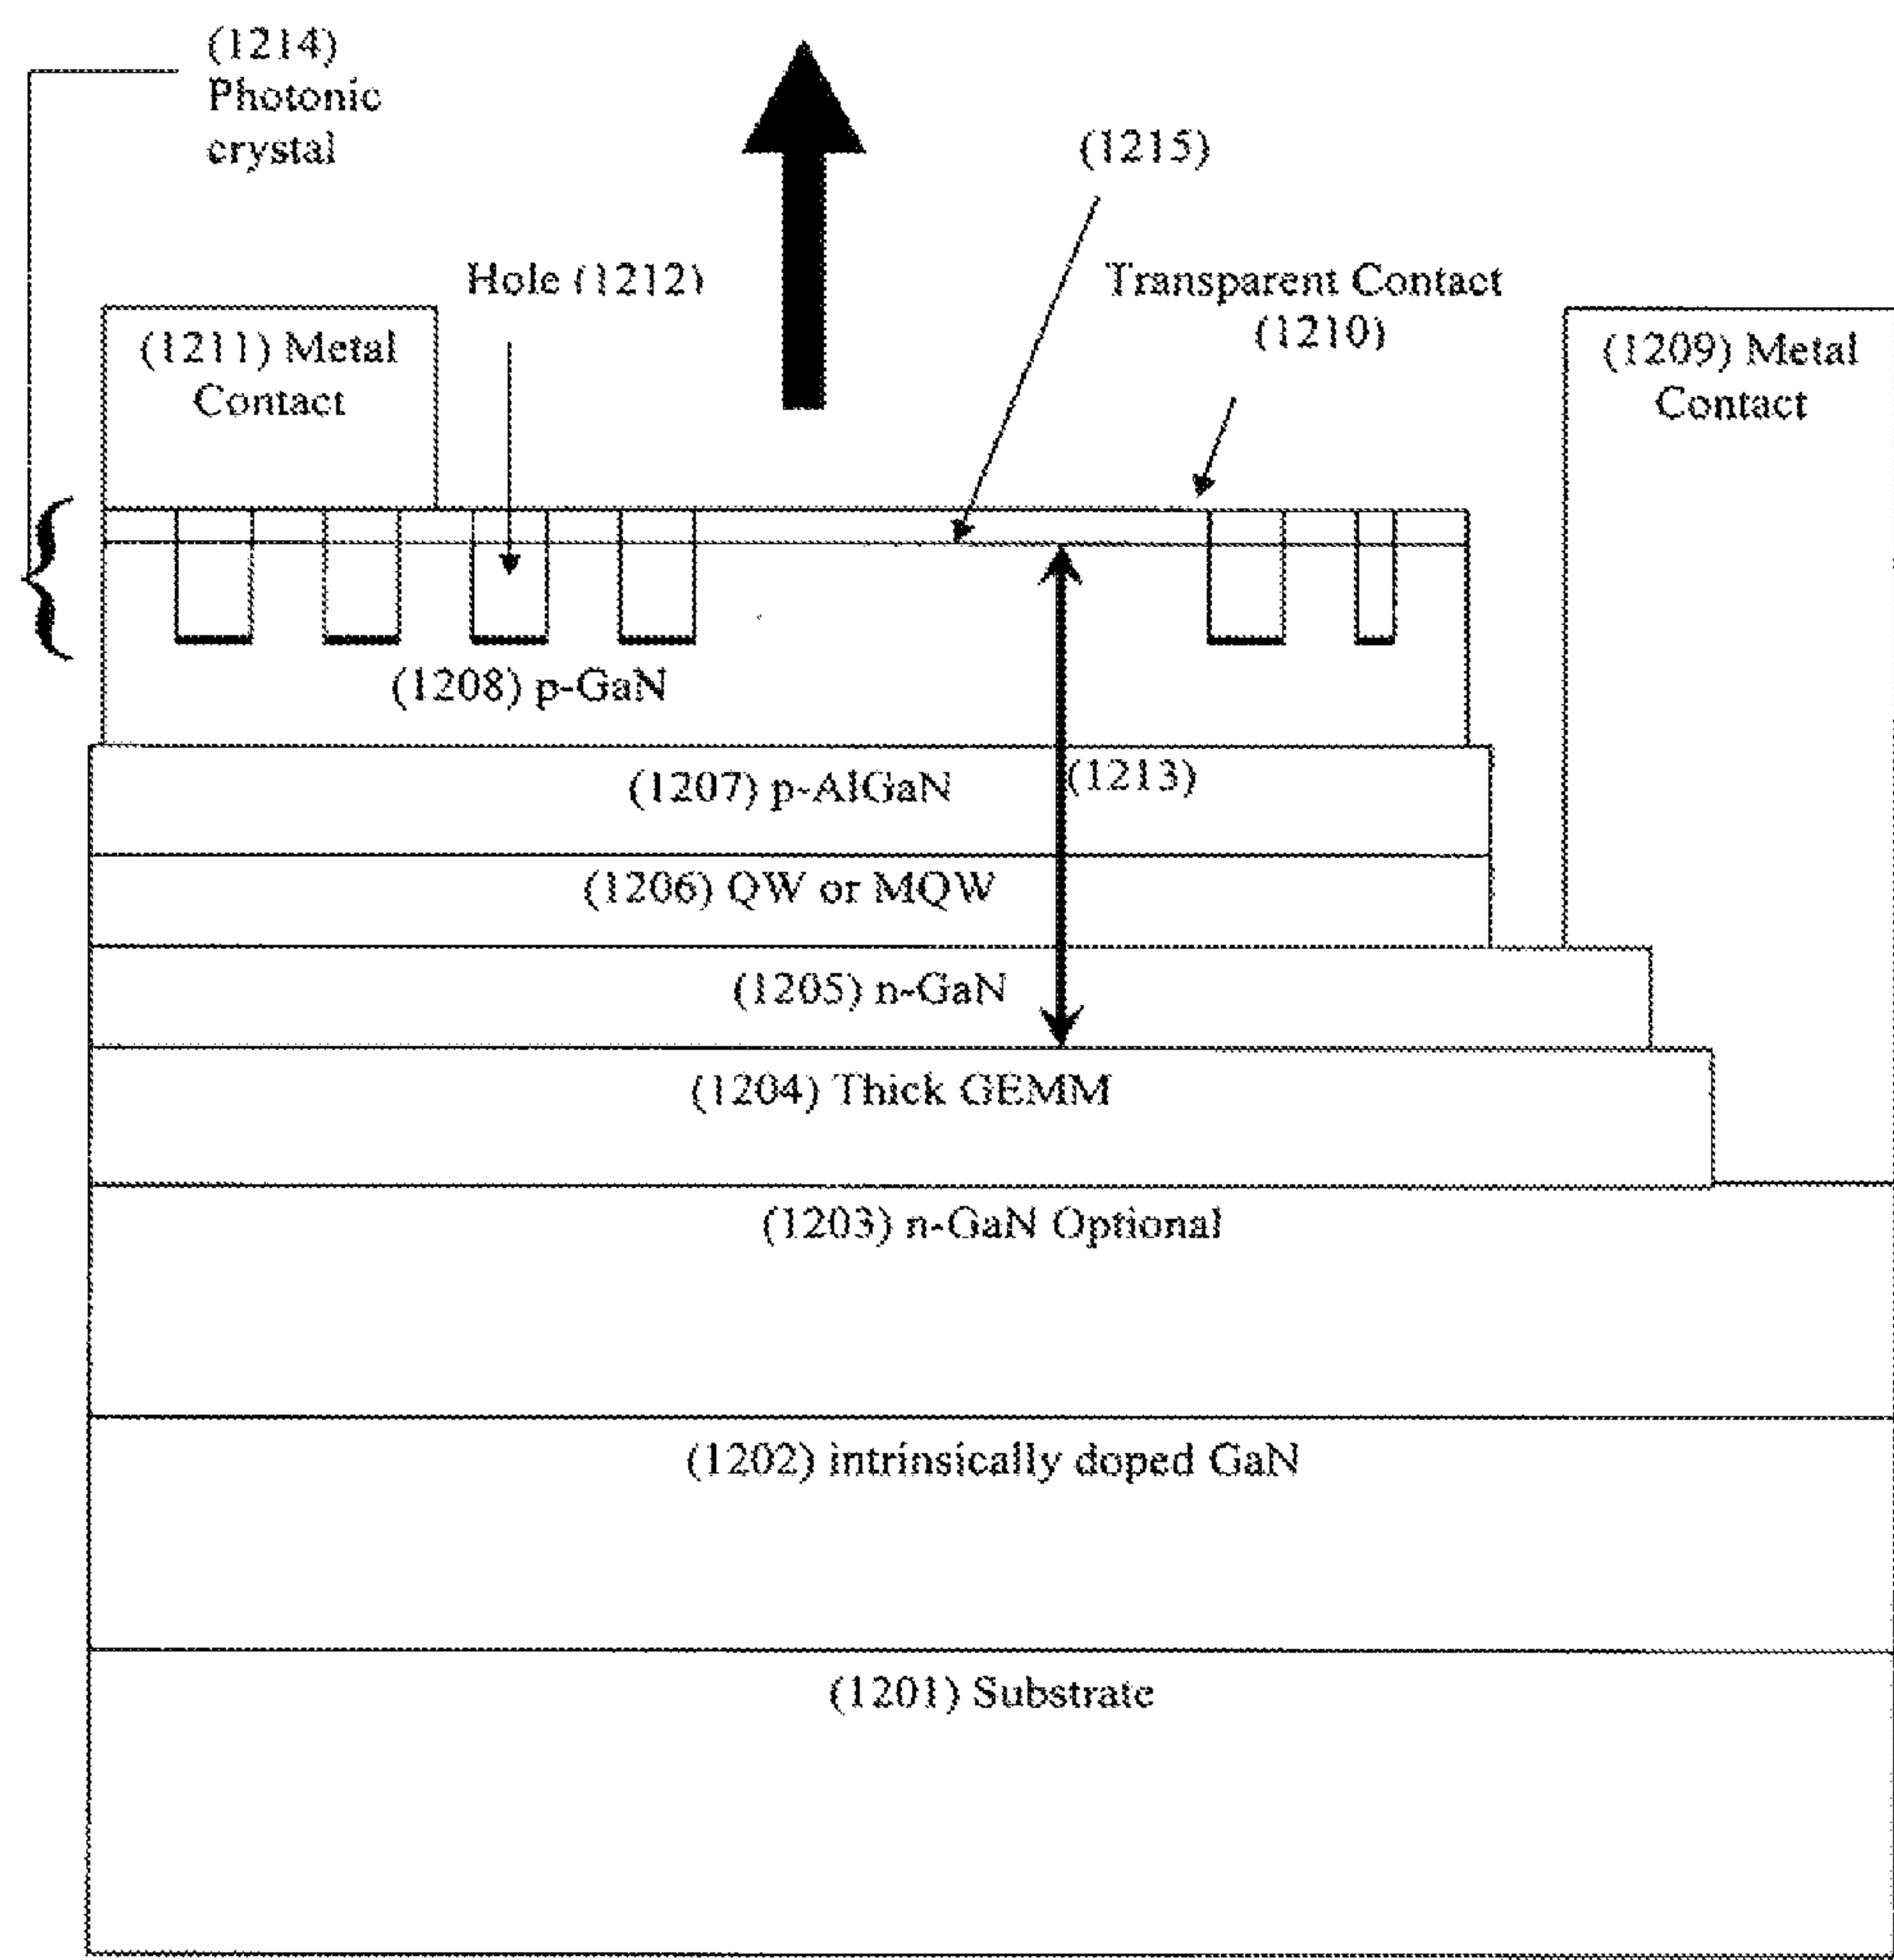 (1214)
Photonic
crystal
(1215)
Hole (1212)
Transparent Contact
(1210)
(1211) Metal
Contact
(1209) Metal
Contact
(1208) p-GaN
(1207) p-AlGaN
(1213)
(1206) QW or MQW
(1205) n-GaN
(1204) Thick GEMM
(1203) n-GaN Optional
(1202) intrinsically doped GaN
(1201) Substrate